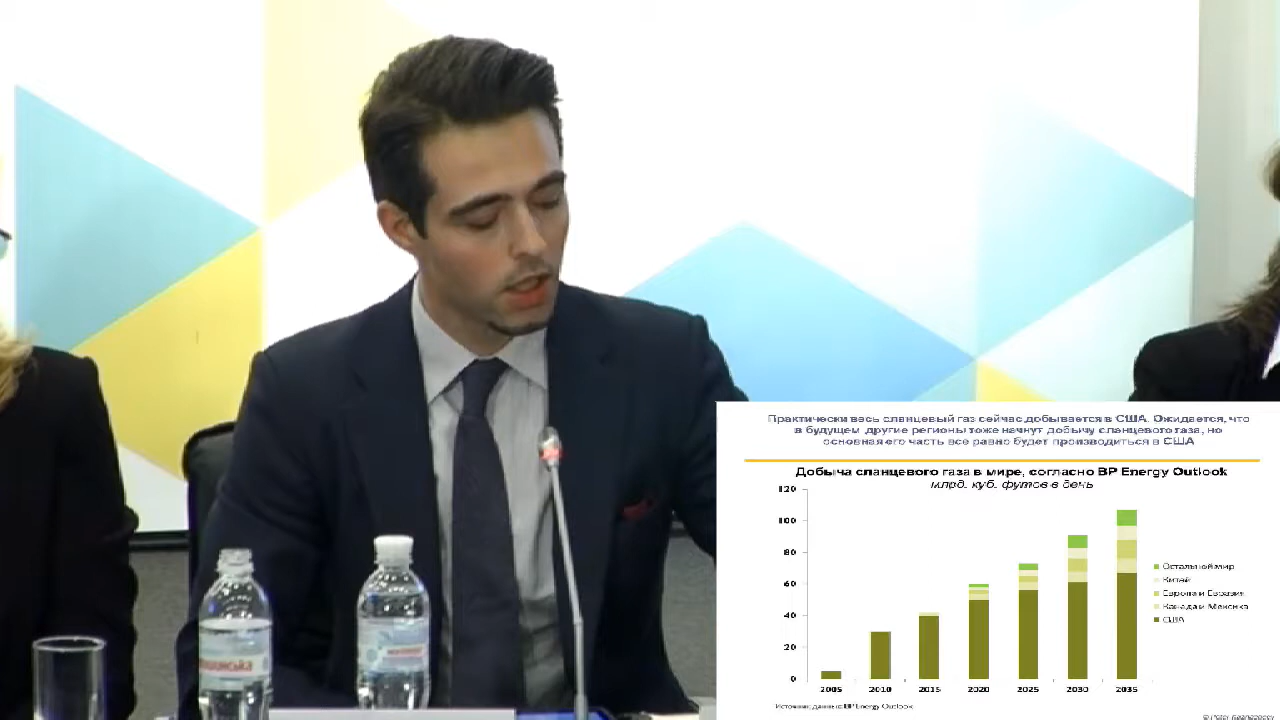 Практически весь сланцевый газ сейчас добывается в США. Ожидается, что
в будущем другие регионы тоже начнут добычу сланцевого газа, но
основная его часть все равно будет производиться в США
Добыча сланцевого газа в мире, согласно BP Energy Outlook
млрд. куб. футов в день
120
100
80
60
40
20
0
2005 2010 2015 2020 2025 2030 2035
Остальной мир
Китай
Европа и Евразия
Канада и Мексика
США
Источник: данные BP Energy Outlook